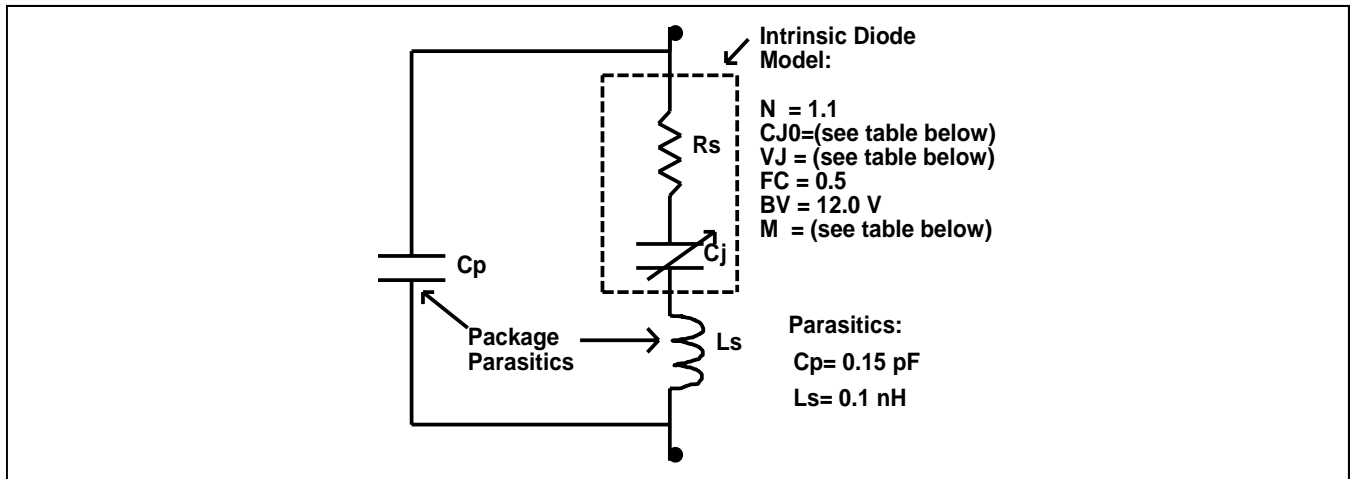 Intrinsic Diode
Model:
N = 1.1
CJ0=(see table below)
VJ = (see table below)
FC = 0.5
BV = 12.0 V
M = (see table below)
Rs
Cj
Cp
Package
Parasitics
Ls
Parasitics:
Cp= 0.15 pF
Ls= 0.1 nH